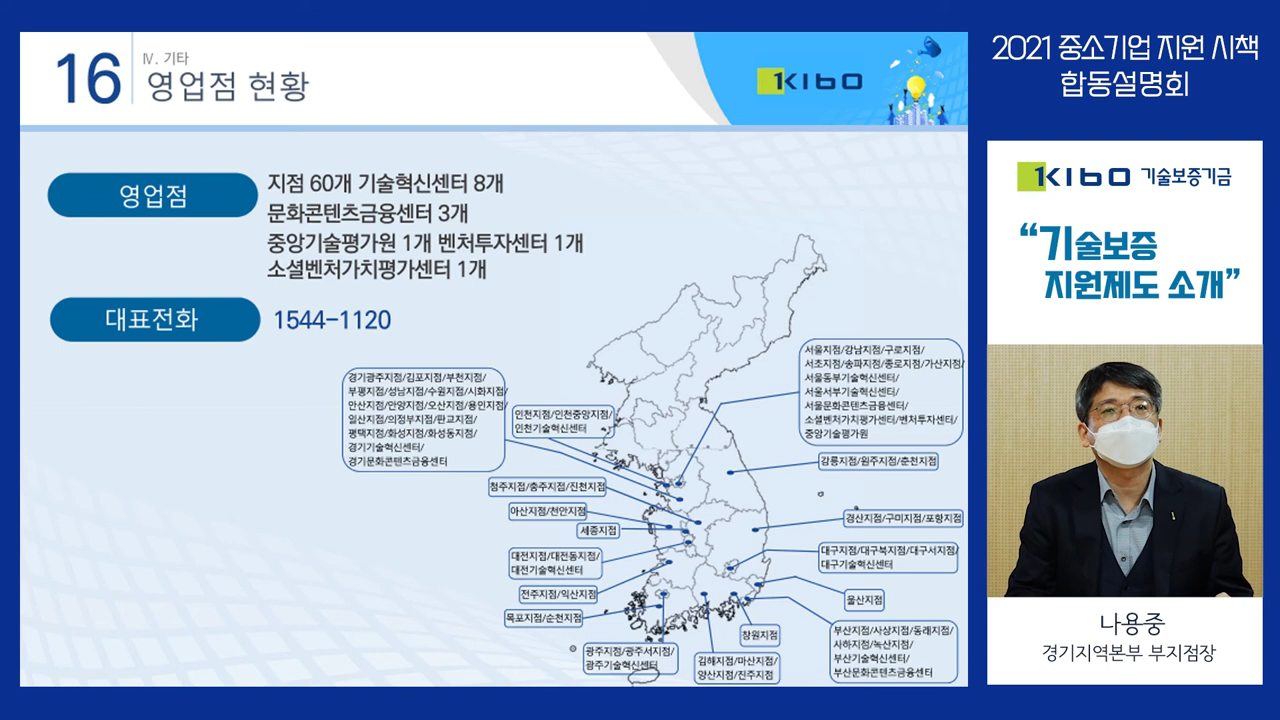 16
Ⅳ. 기타
영업점 현황
1KIBO
영업점
지점 60개 기술혁신센터 8개
문화콘텐츠금융센터 3개
중앙기술평가원 1개 벤처투자센터 1개
소셜벤처가치평가센터 1개
대표전화
1544-1120
경기광주지점/김포지점/부천지점/
부평지점/성남지점/수원지점/시화지점/
안산지점/안양지점/오산지점/용인지점/
일산지점/의정부지점/판교지점/
평택지점/화성지점/화성동지점/
경기기술혁신센터/
경기문화콘텐츠금융센터
인천지점/인천중앙지점/
인천기술혁신센터
청주지점/충주지점/진천지점
아산지점/천안지점
세종지점
대전지점/대전동지점/
대전기술혁신센터
전주지점/익산지점
목포지점/순천지점
광주지점/광주서지점/
광주기술혁신센터
서울지점/강남지점/구로지점/
서초지점/송파지점/종로지점/가산지점/
서울동부기술혁신센터/
서울서부기술혁신센터/
서울문화콘텐츠금융센터/
소셜벤처가치평가센터/벤처투자센터/
중앙기술평가원
강릉지점/원주지점/춘천지점
경산지점/구미지점/포항지점
대구지점/대구북지점/대구서지점/
대구기술혁신센터
울산지점
창원지점
김해지점/마산지점/
양산지점/진주지점
부산지점/사상지점/동래지점/
사하지점/녹산지점/
부산기술혁신센터/
부산문화콘텐츠금융센터
2021 중소기업 지원 시책
합동설명회
1KIBO 기술보증기금
“기술보증
지원제도 소개”
나용중
경기지역본부 부지점장